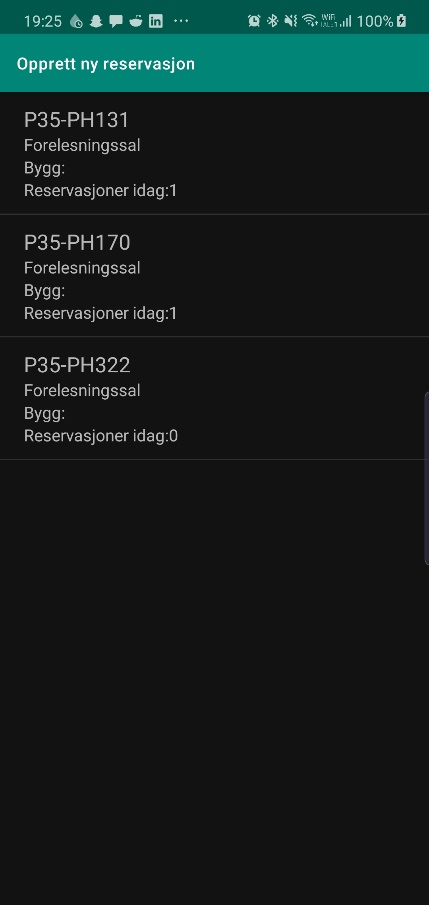 19:25
100%
Opprett ny reservasjon
P35-PH131
Forelesningssal
Bygg:
Reservasjoner idag:1
P35-PH170
Forelesningssal
Bygg:
Reservasjoner idag:1
P35-PH322
Forelesningssal
Bygg:
Reservasjoner idag:0